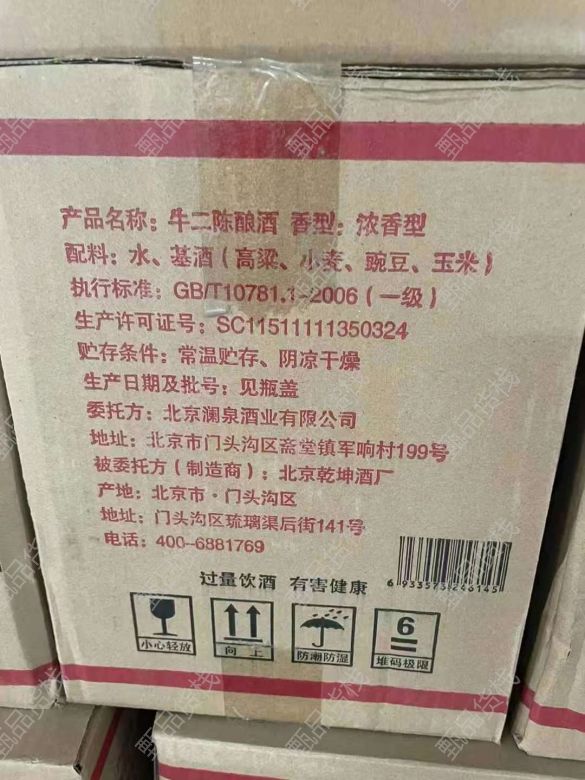 产品名称：牛二陈酿酒 香型：浓香型
配料：水、基酒（高粱、小麦、豌豆、玉米）
执行标准：GB/T10781.1-2006（一级）
生产许可证号：SC11511111350324
贮存条件：常温贮存、阴凉干燥
生产日期及批号：见瓶盖
委托方：北京澜泉酒业有限公司
地址：北京市门头沟区斋堂镇军响村199号
被委托方（制造商）：北京乾坤酒厂
产地：北京市·门头沟区
地址：门头沟区琉璃渠后街141号
电话：400-6881769
6 933573 246145
过量饮酒 有害健康
小心轻放 向上 防潮防湿 6 堆码极限
甄品货栈